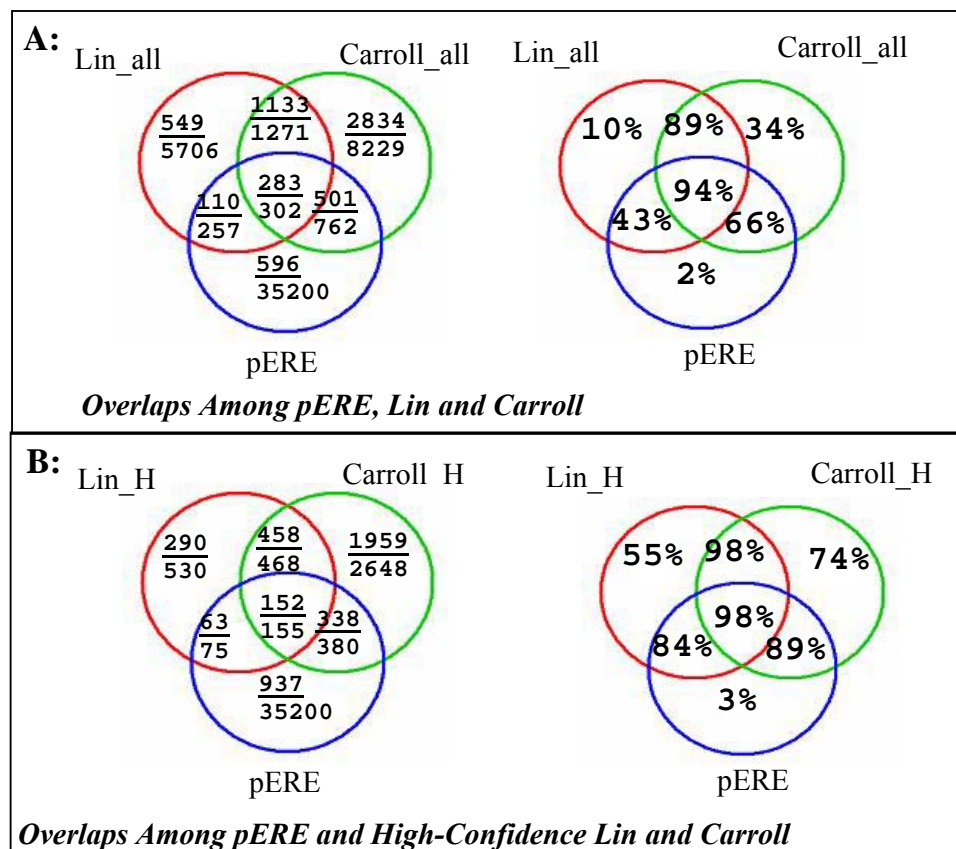 A:
Lin_all
Carroll_all
549
5706
1133
1271
2834
8229
110
257
283
302
501
762
596
35200
pERE
Lin_all
Carroll_all
10%
89%
34%
94%
43%
66%
2%
pERE
Overlaps Among pERE, Lin and Carroll
B:
Lin_H
Carroll H
290
530
458
468
1959
2648
63
75
152
155
338
380
937
35200
pERE
Lin_H
Carroll_H
55%
98%
74%
98%
84%
89%
3%
pERE
Overlaps Among pERE and High-Confidence Lin and Carroll